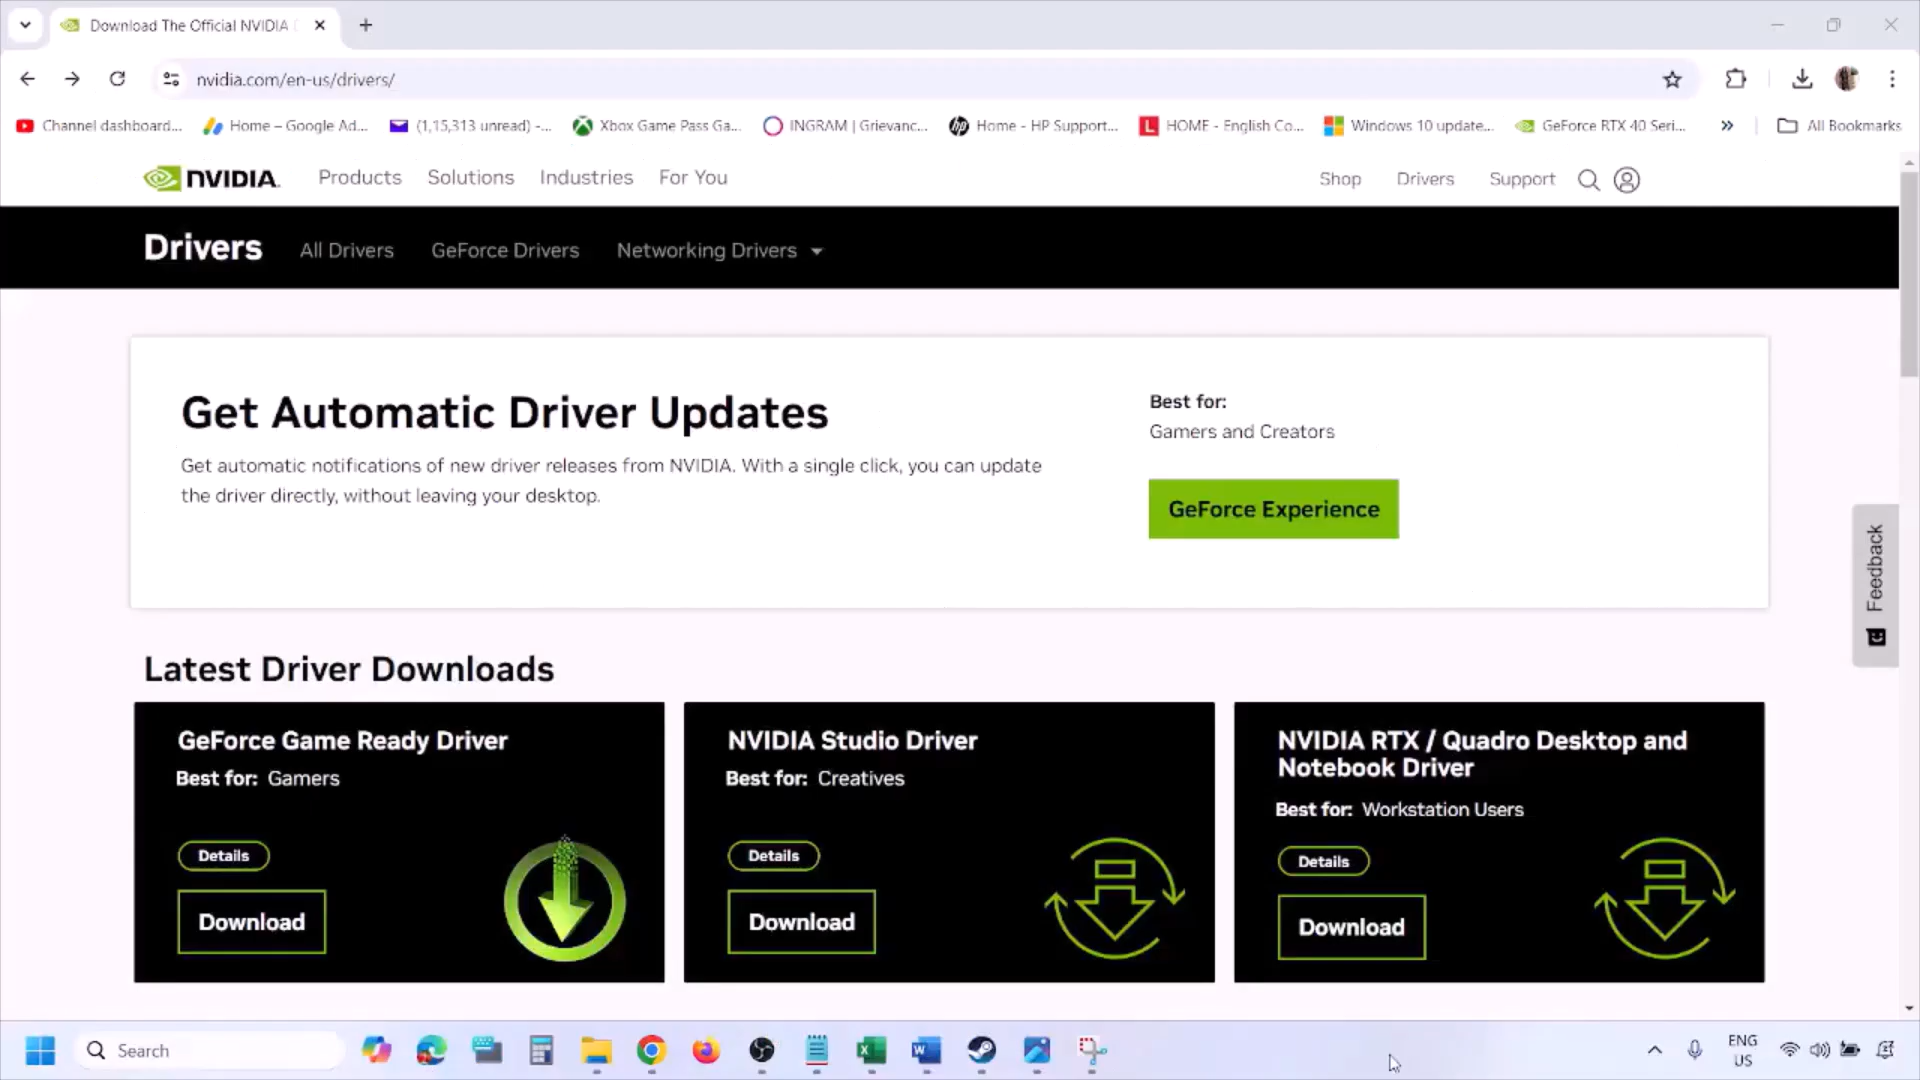 Download The Official NVIDIA
nvidia.com/en-us/drivers/
Channel dashboard...
Home – Google Ad...
(1,15,313 unread) -...
Xbox Game Pass Ga...
INGRAM | Grievanc...
Home - HP Support...
HOME - English Co...
Windows 10 update...
GeForce RTX 40 Seri...
All Bookmarks
NVIDIA.
Products
Solutions
Industries
For You
Shop
Drivers
Support
Drivers
All Drivers
GeForce Drivers
Networking Drivers
Get Automatic Driver Updates
Get automatic notifications of new driver releases from NVIDIA. With a single click, you can update
the driver directly, without leaving your desktop.
Best for:
Gamers and Creators
GeForce Experience
Feedback
Latest Driver Downloads
GeForce Game Ready Driver
Best for: Gamers
Details
Download
NVIDIA Studio Driver
Best for: Creatives
Details
Download
NVIDIA RTX / Quadro Desktop and
Notebook Driver
Best for: Workstation Users
Details
Download
Search
ENG
US